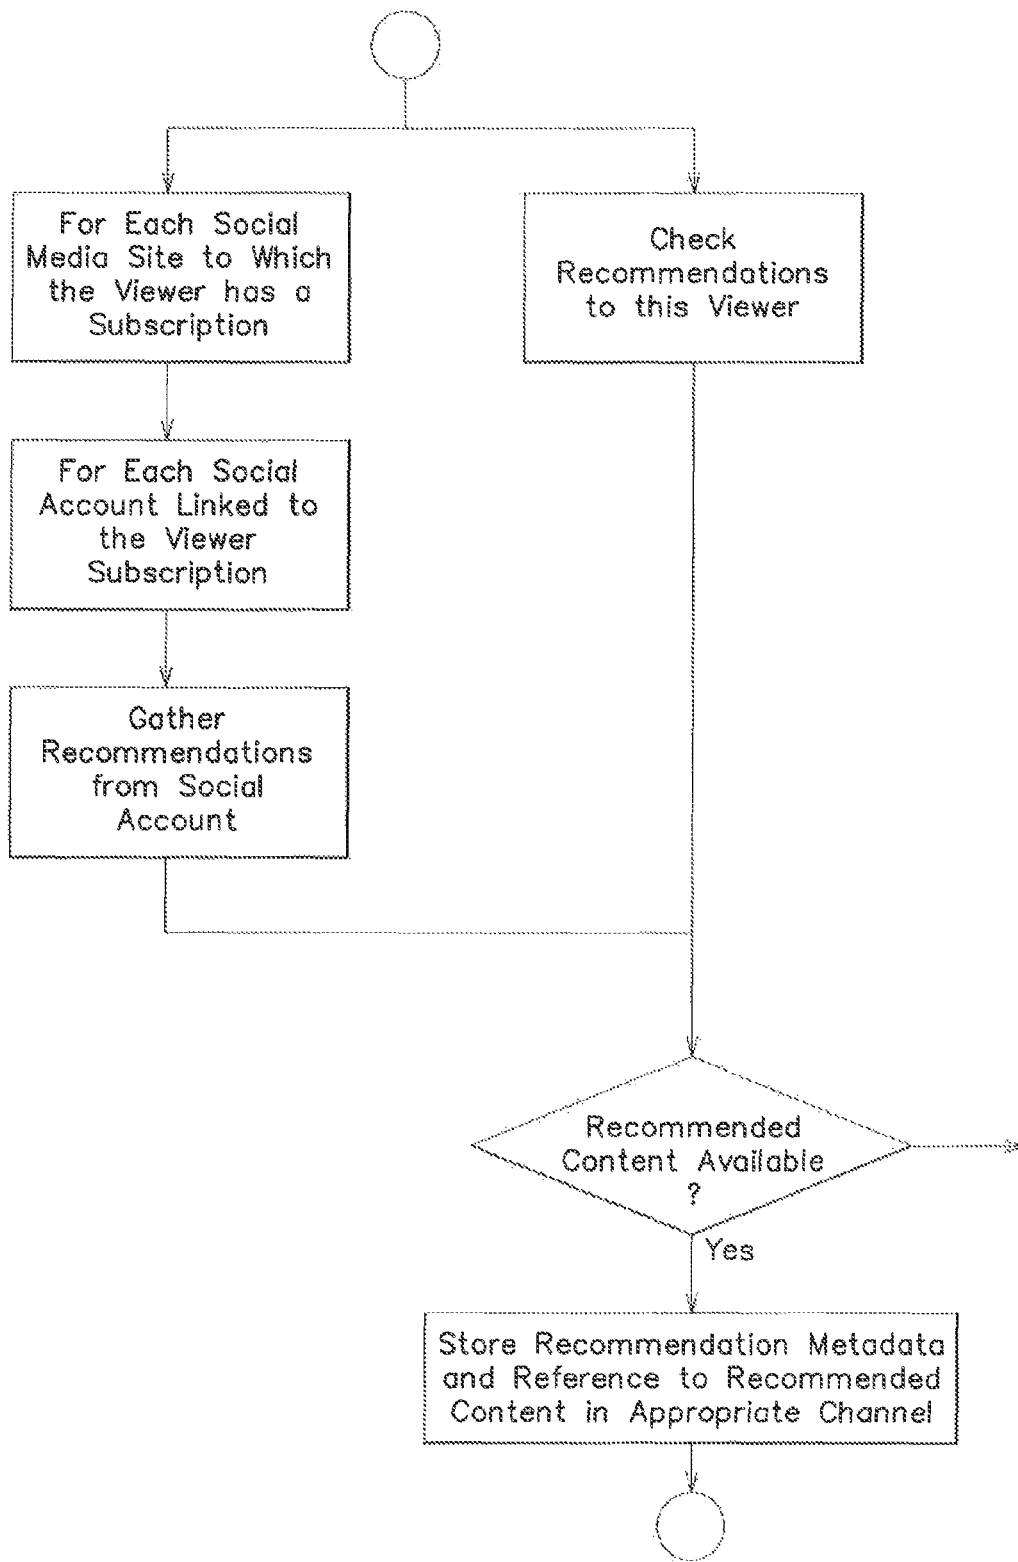 For Each Social
Media Site to Which
the Viewer has a
Subscription
Check
Recommendations
to this Viewer
For Each Social
Account Linked to
the Viewer
Subscription
Gather
Recommendations
from Social
Account
Recommended
Content Available
?
Yes
Store Recommendation Metadata
and Reference to Recommended
Content in Appropriate Channel